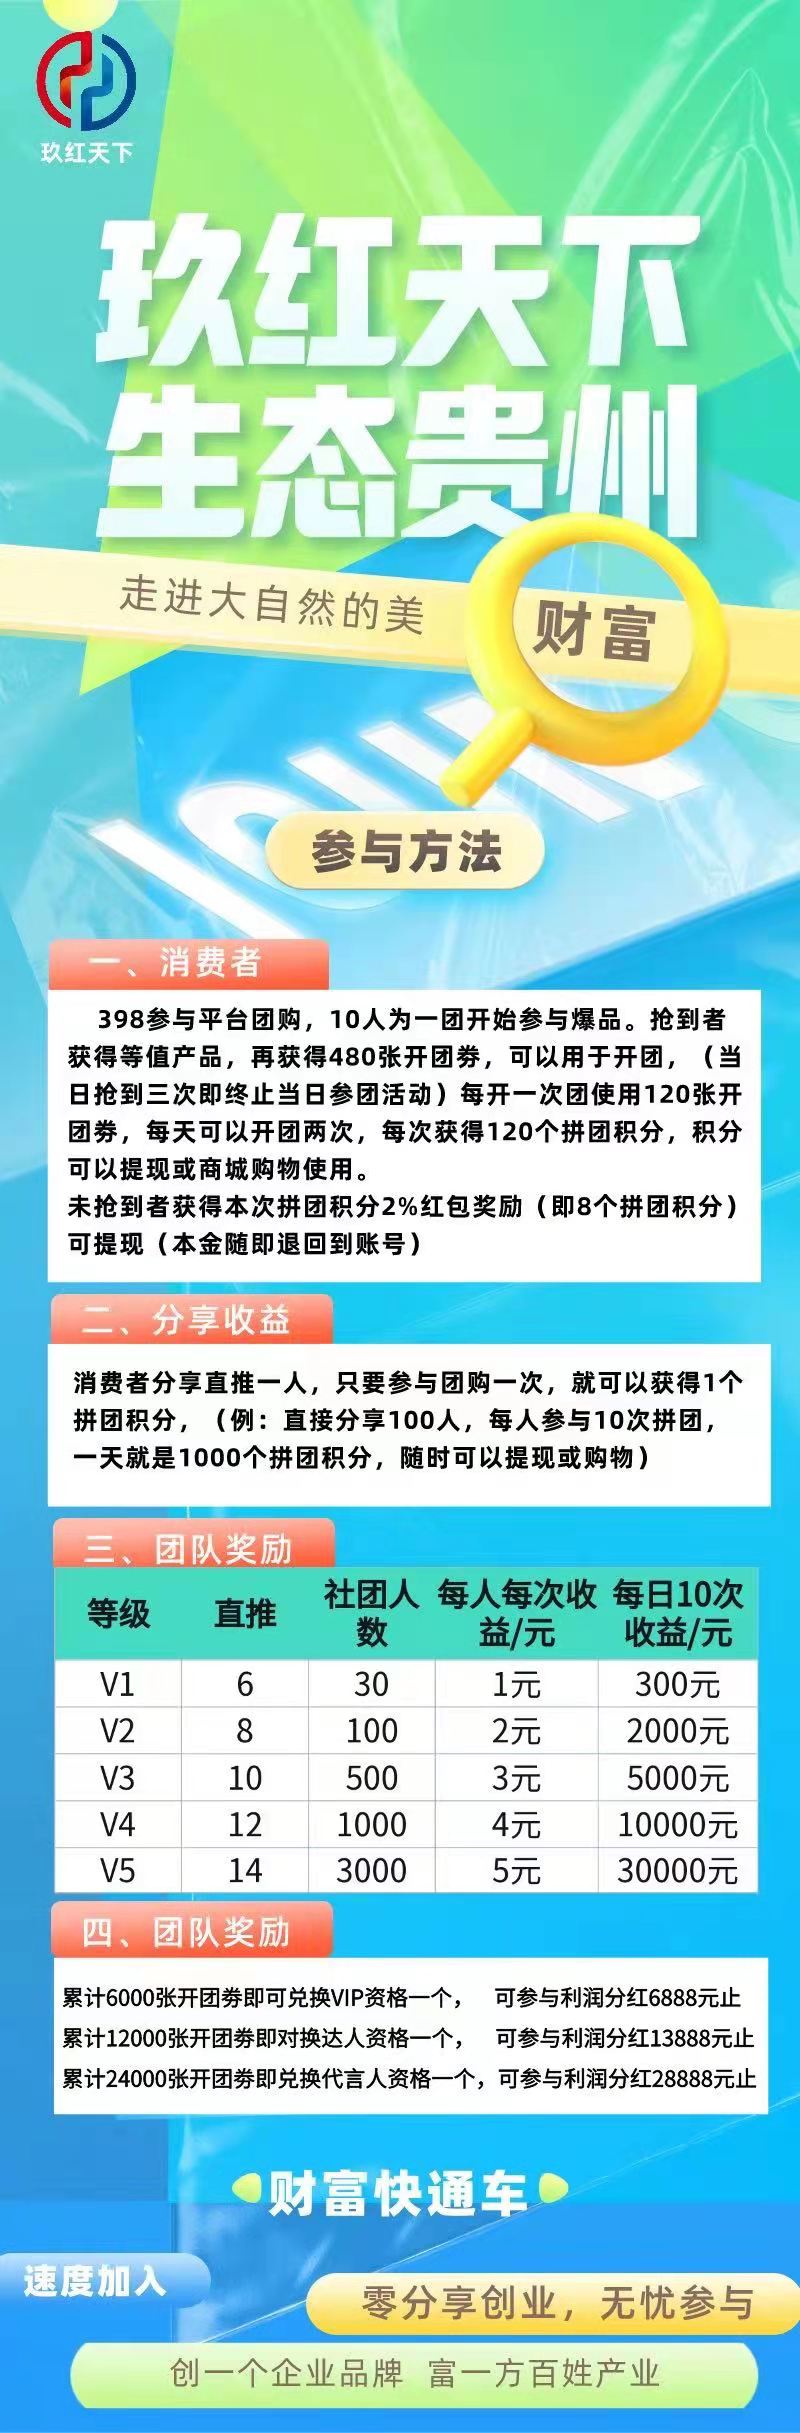 玖红天下
玖红天下
生态贵州
走进大自然的美
财富
参与方法
一、消费者
398参与平台团购，10人为一团开始参与爆品。抢到者
获得等值产品，再获得480张开团券，可以用于开团，（当
日抢到三次即终止当日参团活动）每开一次团使用120张开
团劵，每天可以开团两次，每次获得120个拼团积分，积分
可以提现或商城购物使用。
未抢到者获得本次拼团积分2%红包奖励（即8个拼团积分）
可提现（本金随即退回到账号）
二、分享收益
消费者分享直推一人，只要参与团购一次，就可以获得1个
拼团积分，（例：直接分享100人，每人参与10次拼团，
一天就是1000个拼团积分，随时可以提现或购物）
三、团队奖励
等级 直推 社团人数 每人每次收益/元 每日10次收益/元
V1 6 30 1元 300元
V2 8 100 2元 2000元
V3 10 500 3元 5000元
V4 12 1000 4元 10000元
V5 14 3000 5元 30000元
四、团队奖励
累计6000张开团劵即可兑换VIP资格一个， 可参与利润分红6888元止
累计12000张开团劵即对换达人资格一个， 可参与利润分红13888元止
累计24000张开团劵即兑换代言人资格一个，可参与利润分红28888元止
财富快通车
速度加入
零分享创业，无忧参与
创一个企业品牌 富一方百姓产业